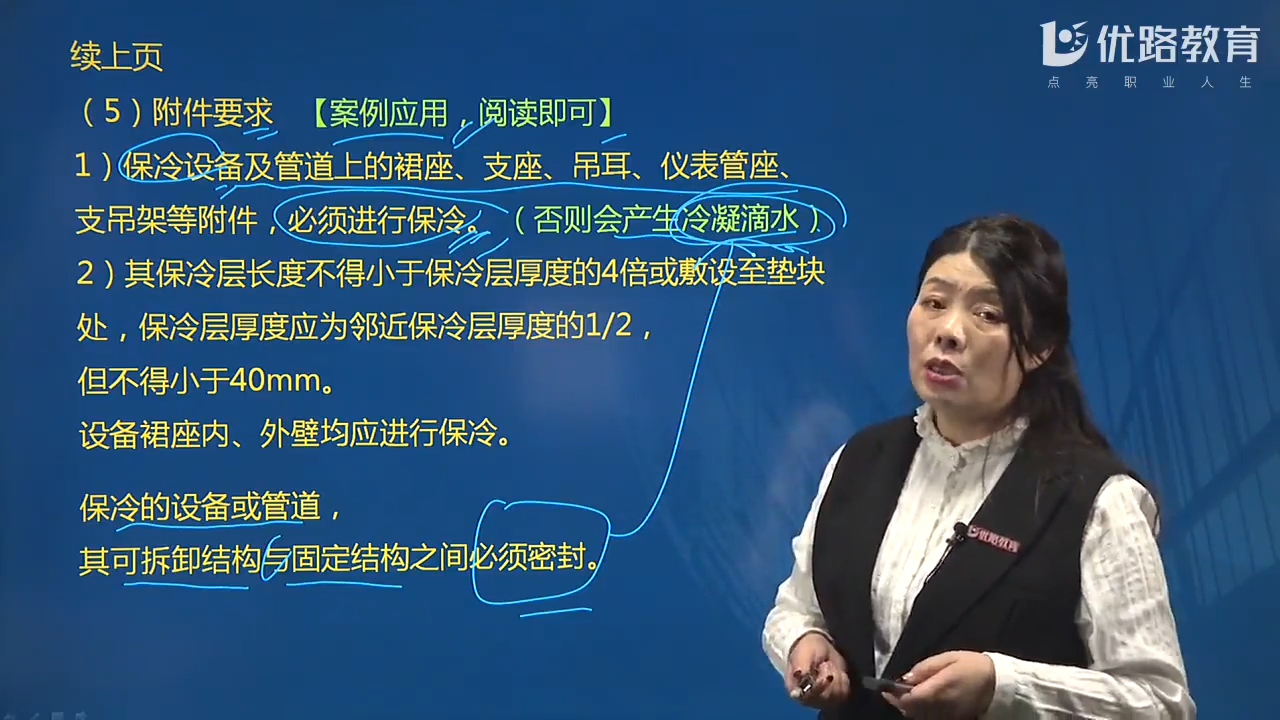 优路教育
点亮职业人生
续上页
（5）附件要求 【案例应用，阅读即可】
1）保冷设备及管道上的裙座、支座、吊耳、仪表管座、
支吊架等附件，必须进行保冷。（否则会产生冷凝滴水）
2）其保冷层长度不得小于保冷层厚度的4倍或敷设至垫块
处，保冷层厚度应为邻近保冷层厚度的1/2，
但不得小于40mm。
设备裙座内、外壁均应进行保冷。
保冷的设备或管道，
其可拆卸结构与固定结构之间必须密封。
优路教育